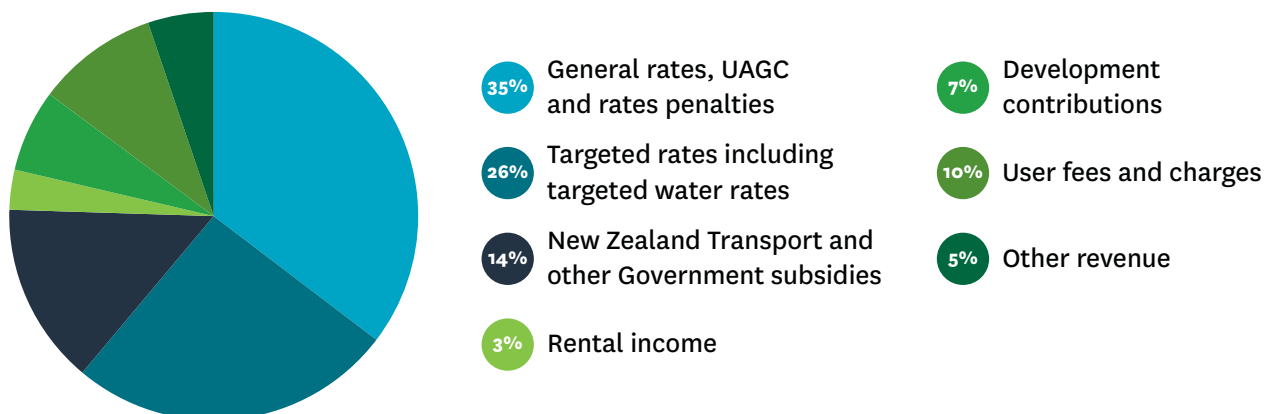 35%
General rates, UAGC
and rates penalties
26%
Targeted rates including
targeted water rates
14%
New Zealand Transport and
other Government subsidies
3%
Rental income
7%
Development
contributions
10%
User fees and charges
5%
Other revenue